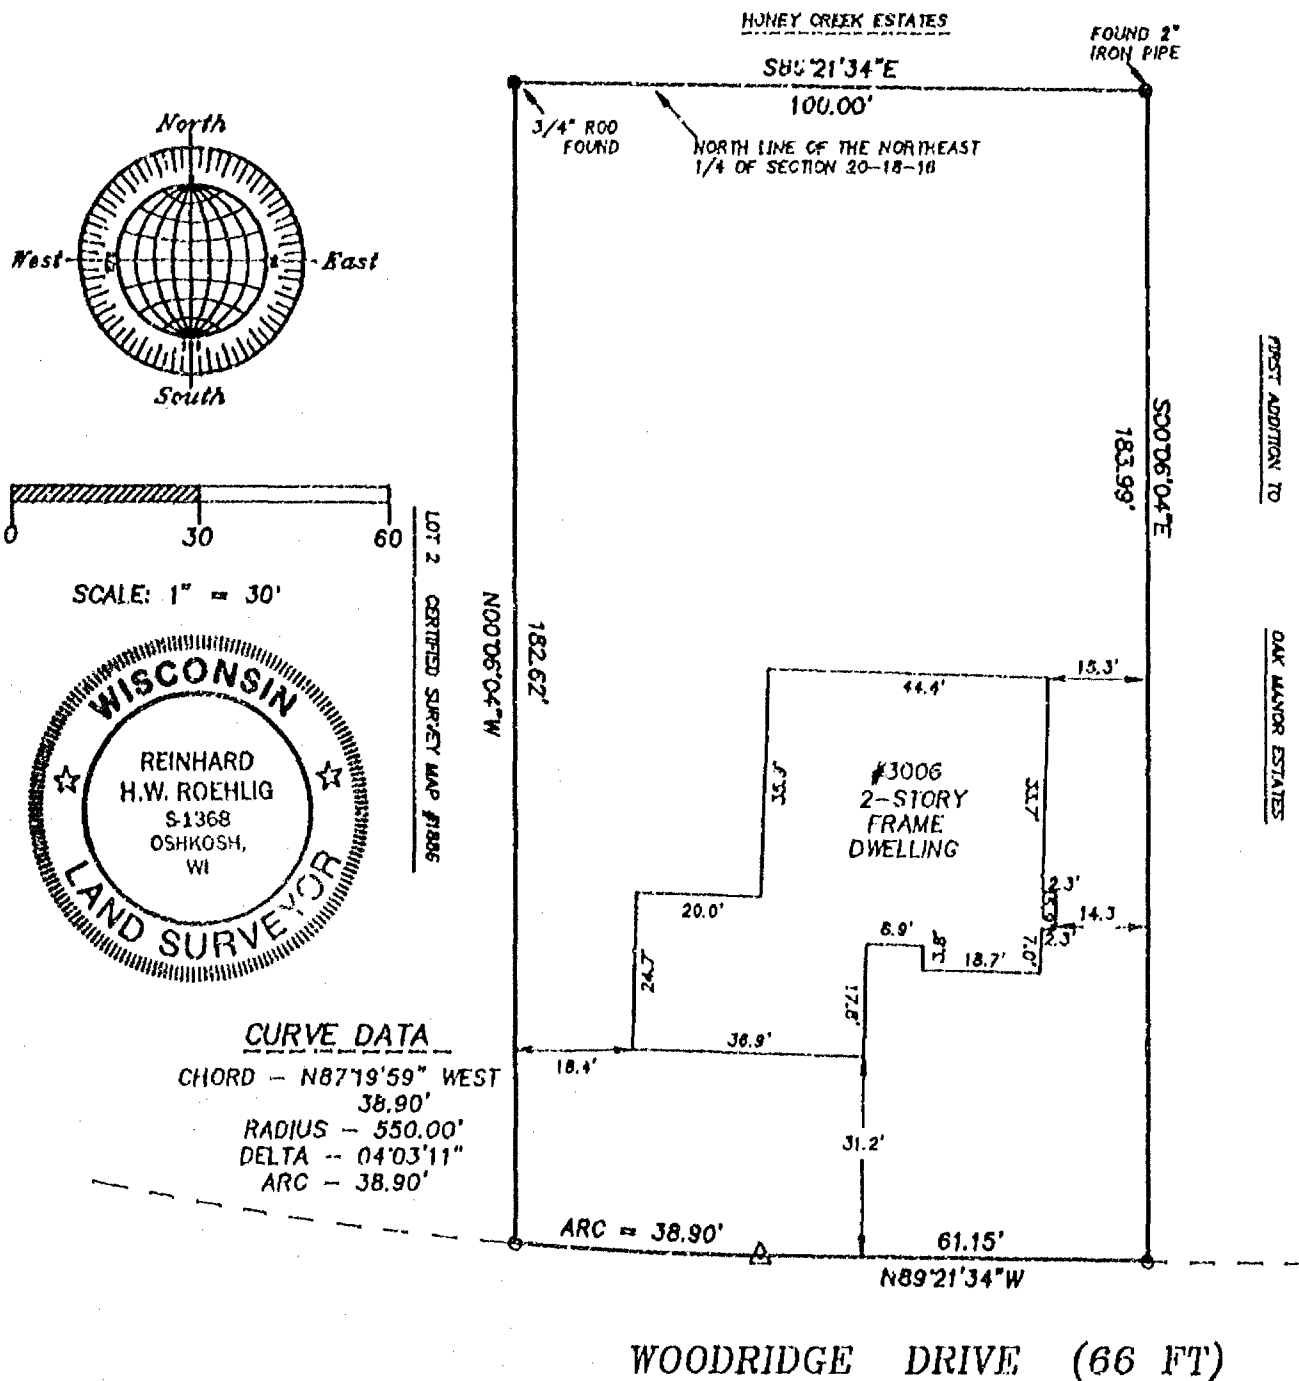 HONEY CREEK ESTATES
FOUND 2"
IRON PIPE
S89°21'34"E
100.00'
3/4" ROD
FOUND
NORTH LINE OF THE NORTHEAST
1/4 OF SECTION 20-18-16
North
West
East
South
0 30 60
SCALE: 1" = 30'
WISCONSIN
REINHARD
H.W. ROEHLIG
S-1368
OSHKOSH,
WI
LAND SURVEYOR
LOT 2 CERTIFIED SURVEY MAP #1886
N00°06'04"W
182.62'
S00°06'04"E
183.99'
FIRST ADDITION TO
OAK MANOR ESTATES
44.4'
15.3'
#3006
2-STORY
FRAME
DWELLING
33.7'
2.3'
14.3
2.3'
7.0'
20.0'
24.7'
18.7'
17.8'
18.4'
31.2'
CURVE DATA
CHORD - N87°19'59" WEST
38.90'
RADIUS - 550.00'
DELTA - 04°03'11"
ARC - 38.90'
ARC = 38.90'
61.15'
N89°21'34"W
WOODRIDGE DRIVE (66 FT)